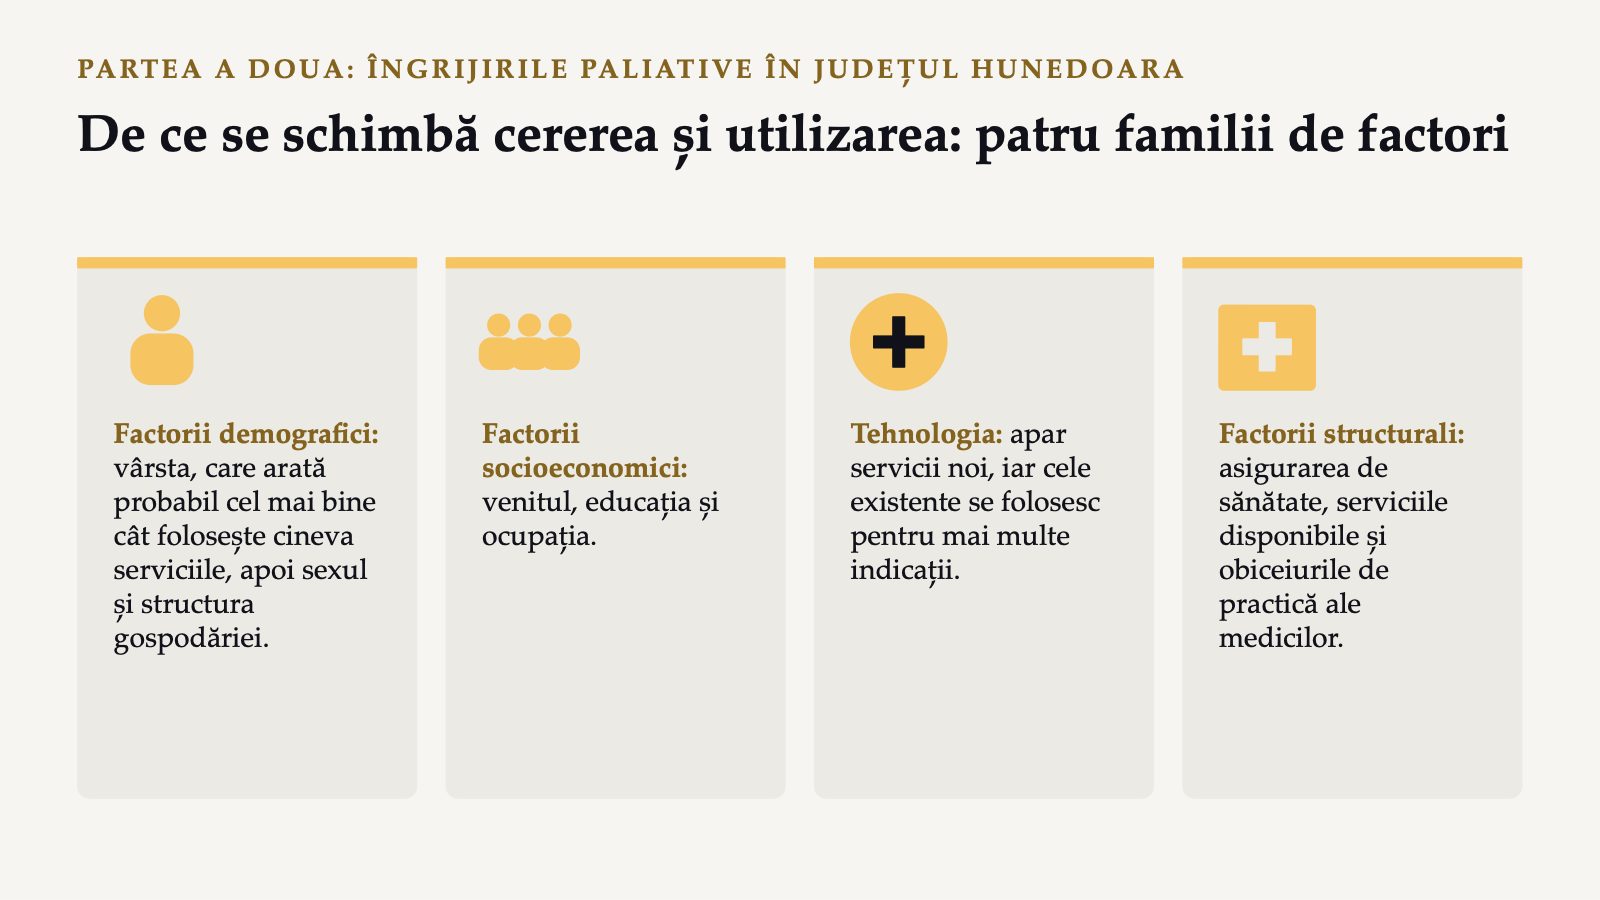 PARTEA A DOUA: ÎNGRIJIRILE PALIATIVE ÎN JUDEȚUL HUNEDOARA
De ce se schimbă cererea și utilizarea: patru familii de factori
Factorii demografici:
vârsta, care arată
probabil cel mai bine
cât folosește cineva
serviciile, apoi sexul
și structura
gospodăriei.
Factorii
socioeconomici:
venitul, educația și
ocupația.
Tehnologia: apar
servicii noi, iar cele
existente se folosesc
pentru mai multe
indicații.
Factorii structurali:
asigurarea de
sănătate, serviciile
disponibile și
obiceiurile de
practică ale
medicilor.